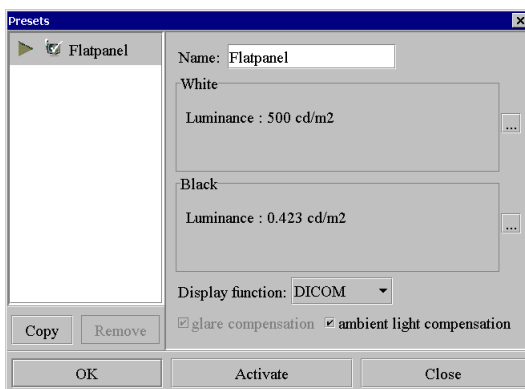 Presets
Flatpanel
Name: Flatpanel
White
Luminance : 500 cd/m2
...
Black
Luminance : 0.423 cd/m2
...
Display function: DICOM
glare compensation ambient light compensation
Copy Remove
OK Activate Close